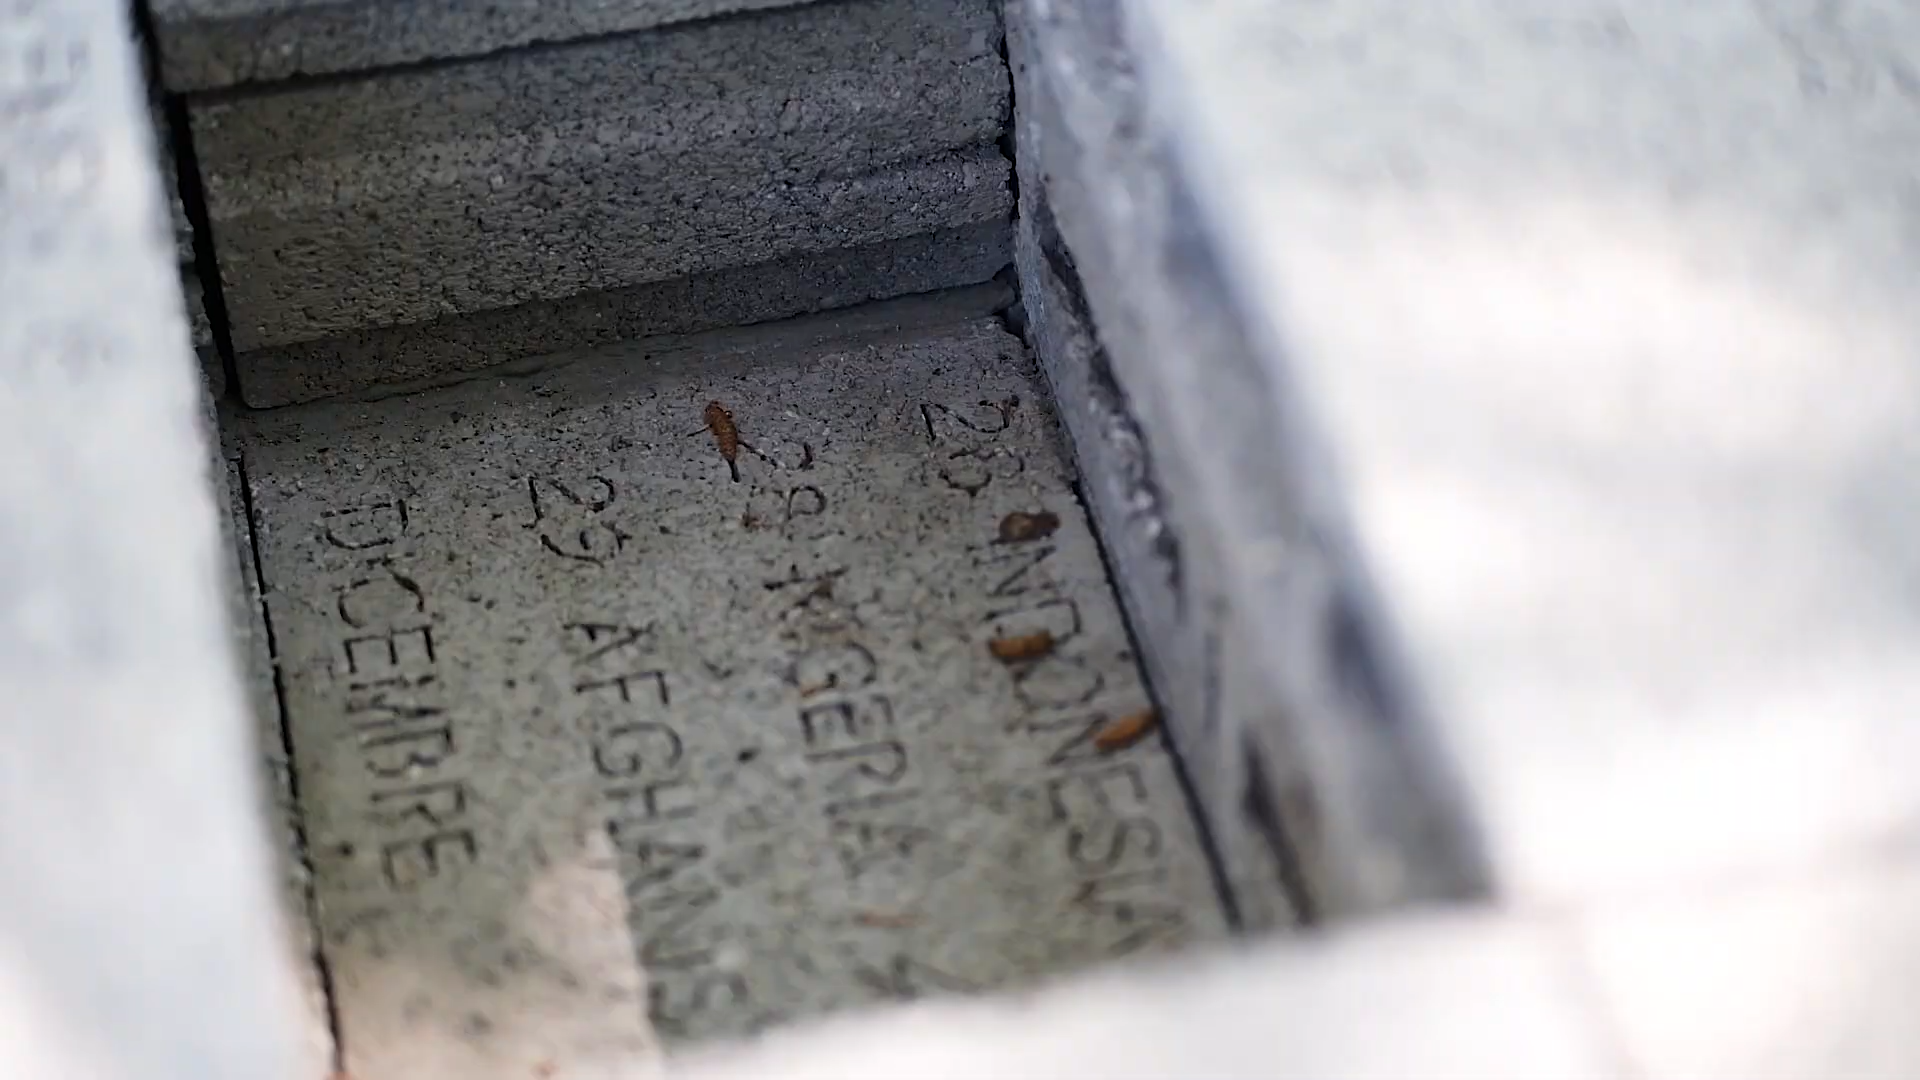 28 INDONESIA
28 NIGERIA
29 AFGHANS
DICEMBRE